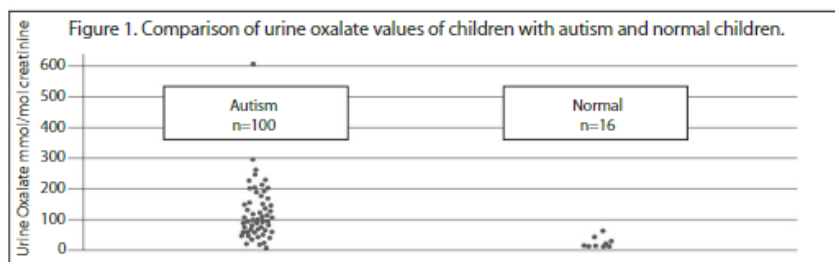 Figure 1. Comparison of urine oxalate values of children with autism and normal children.
Urine Oxalate mmol/mol creatinine
600
500
400
300
200
100
0
Autism
n=100
Normal
n=16